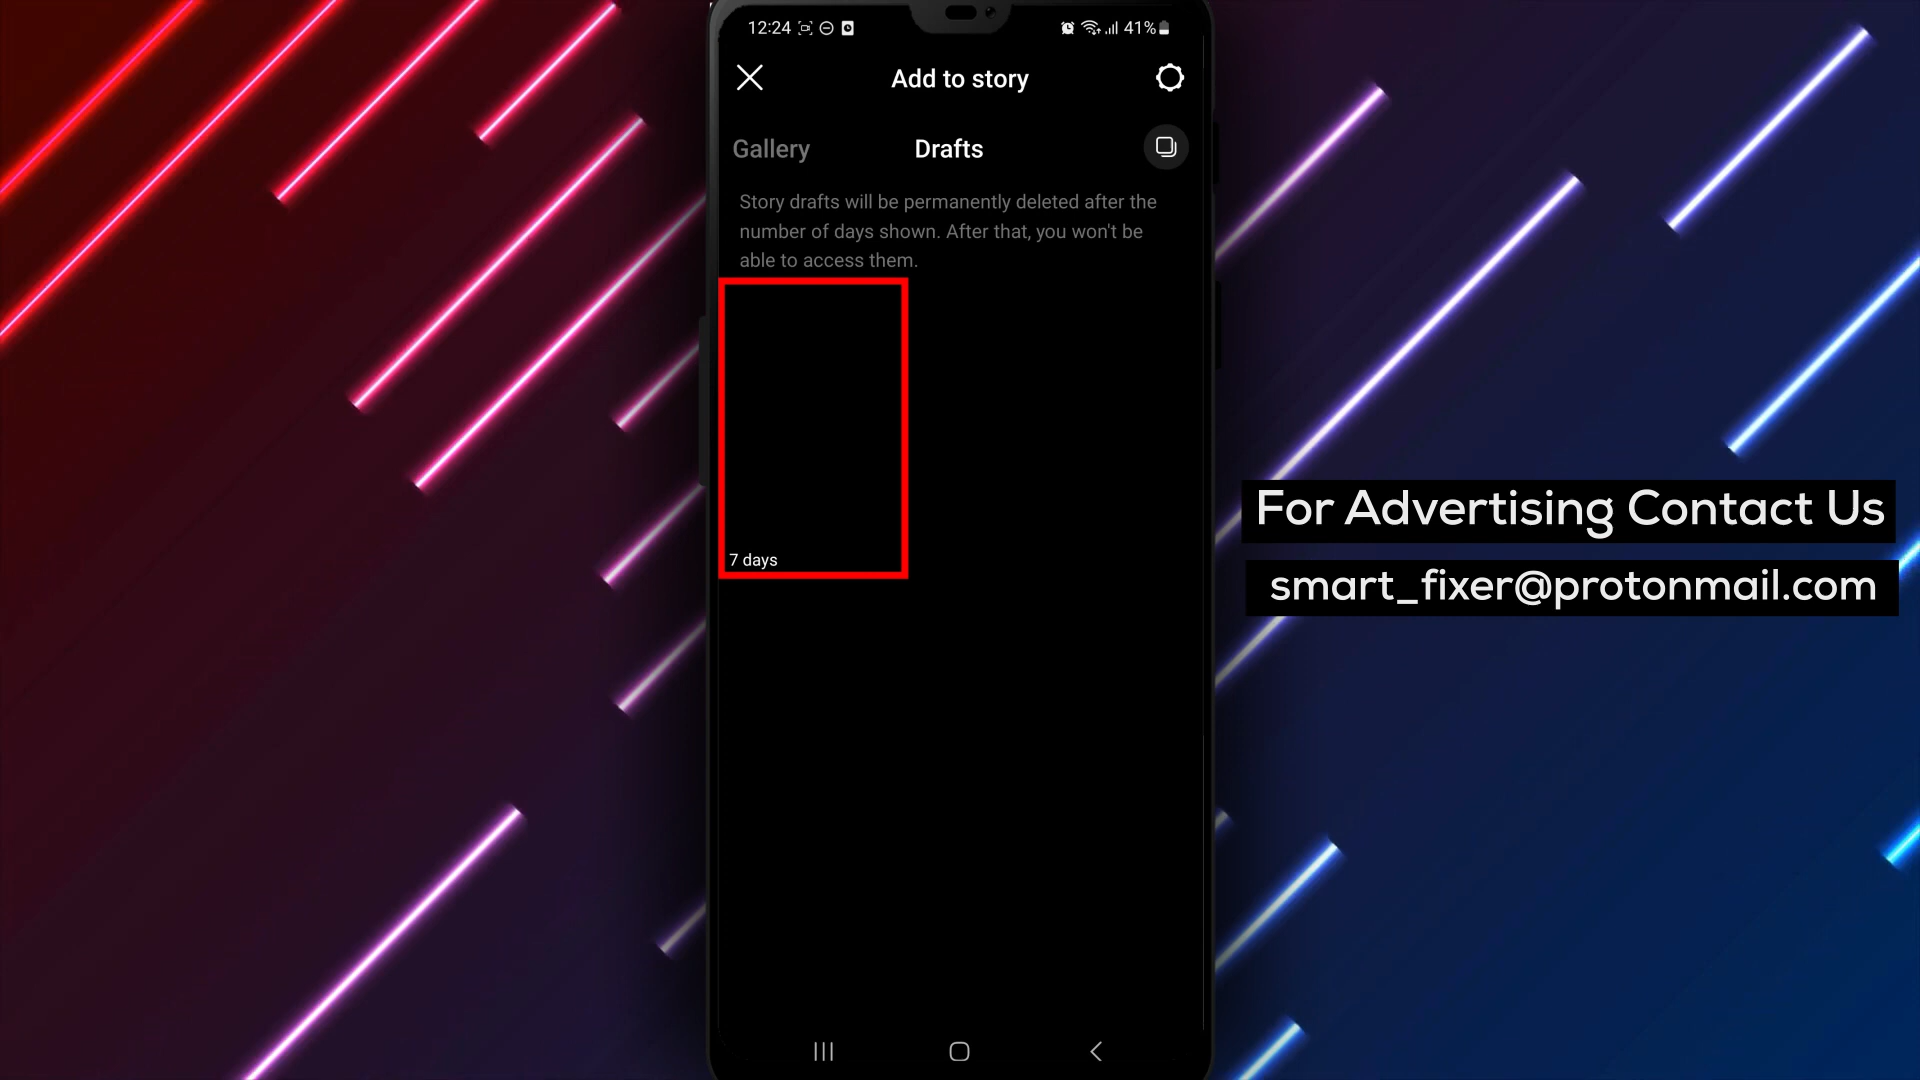 12:24
41%
Add to story
Gallery
Drafts
Story drafts will be permanently deleted after the
number of days shown. After that, you won't be
able to access them.
7 days
For Advertising Contact Us
smart_fixer@protonmail.com